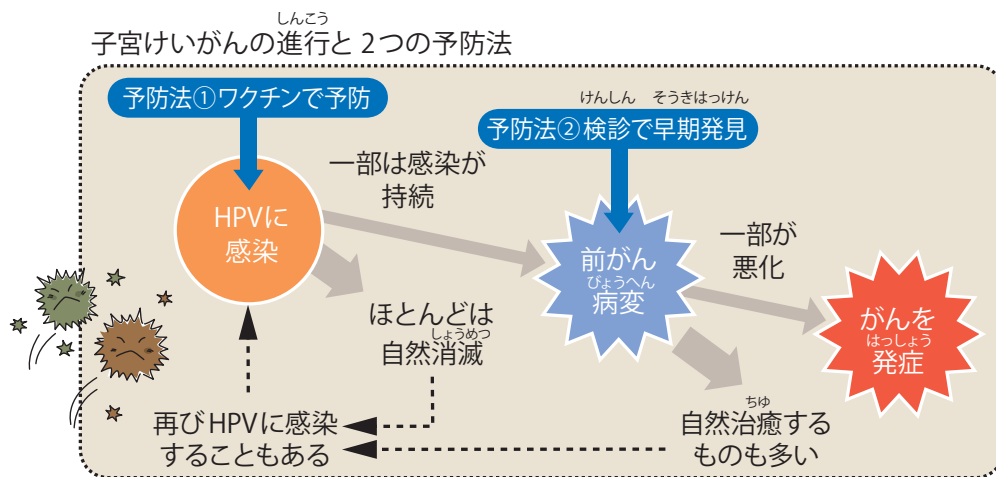 しんこう
子宮けいがんの進行と2つの予防法
予防法①ワクチンで予防
けんしん そうきはっけん
予防法②検診で早期発見
一部は感染が
持続
HPVに
感染
前がん
びょうへん
病変
一部が
悪化
がんを
はっしょう
発症
ほとんどは
しょうめつ
自然消滅
再びHPVに感染
することもある
ちゆ
自然治癒する
ものも多い